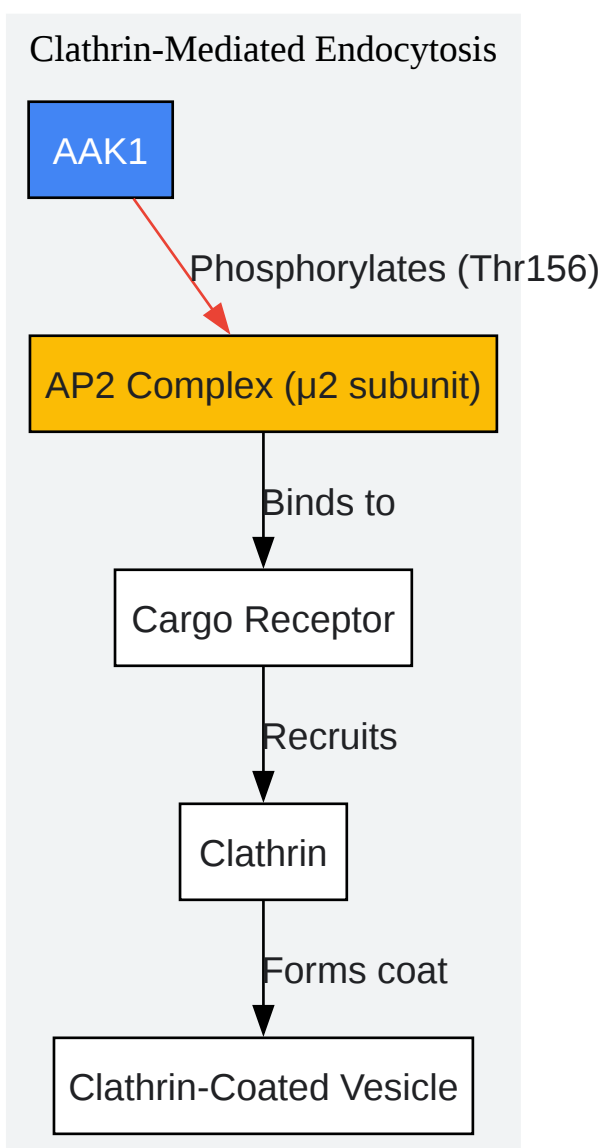 Clathrin-Mediated Endocytosis
AAK1
Phosphorylates (Thr156)
AP2 Complex (μ2 subunit)
Binds to
Cargo Receptor
Recruits
Clathrin
Forms coat
Clathrin-Coated Vesicle